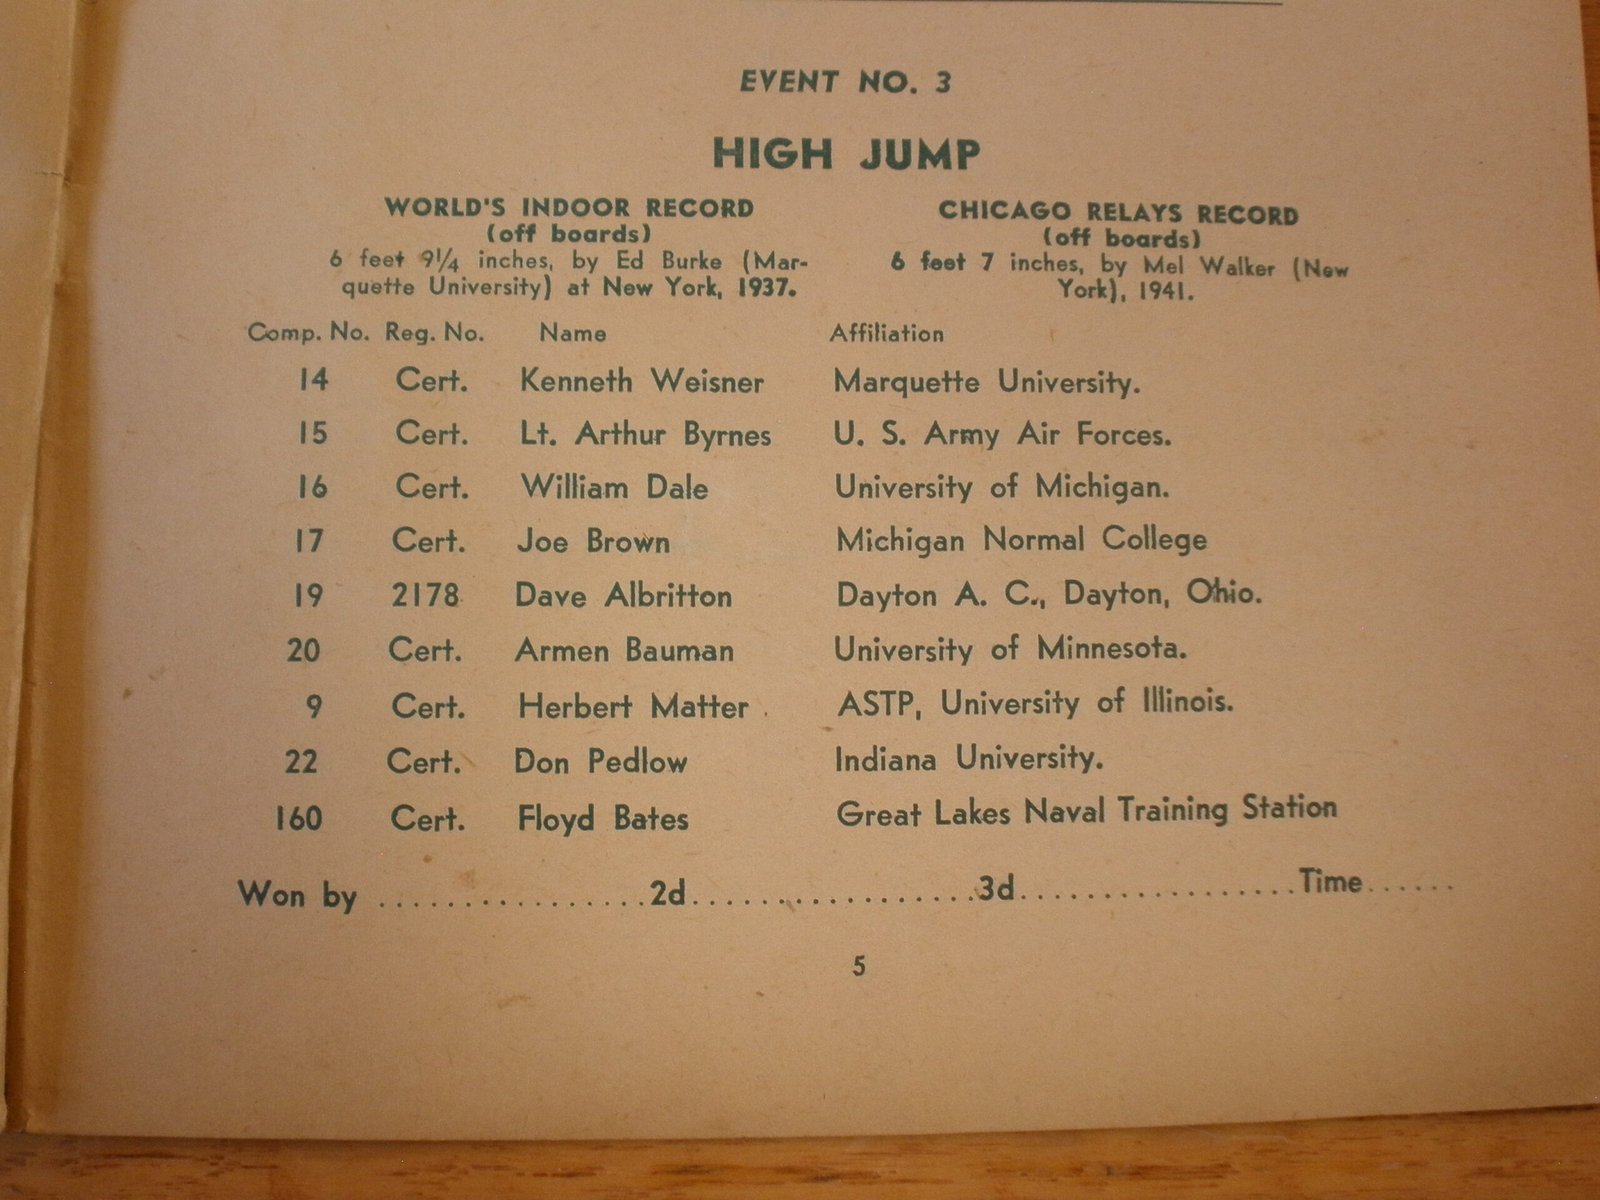 EVENT NO. 3
HIGH JUMP
WORLD'S INDOOR RECORD
(off boards)
6 feet 9¼ inches, by Ed Burke (Mar-
quette University) at New York, 1937.
CHICAGO RELAYS RECORD
(off boards)
6 feet 7 inches, by Mel Walker (New
York), 1941.
Comp. No. Reg. No. Name Affiliation
14 Cert. Kenneth Weisner Marquette University.
15 Cert. Lt. Arthur Byrnes U. S. Army Air Forces.
16 Cert. William Dale University of Michigan.
17 Cert. Joe Brown Michigan Normal College
19 2178 Dave Albritton Dayton A. C., Dayton, Ohio.
20 Cert. Armen Bauman University of Minnesota.
9 Cert. Herbert Matter ASTP, University of Illinois.
22 Cert. Don Pedlow Indiana University.
160 Cert. Floyd Bates Great Lakes Naval Training Station
Won by ................2d.................3d.................Time......
5